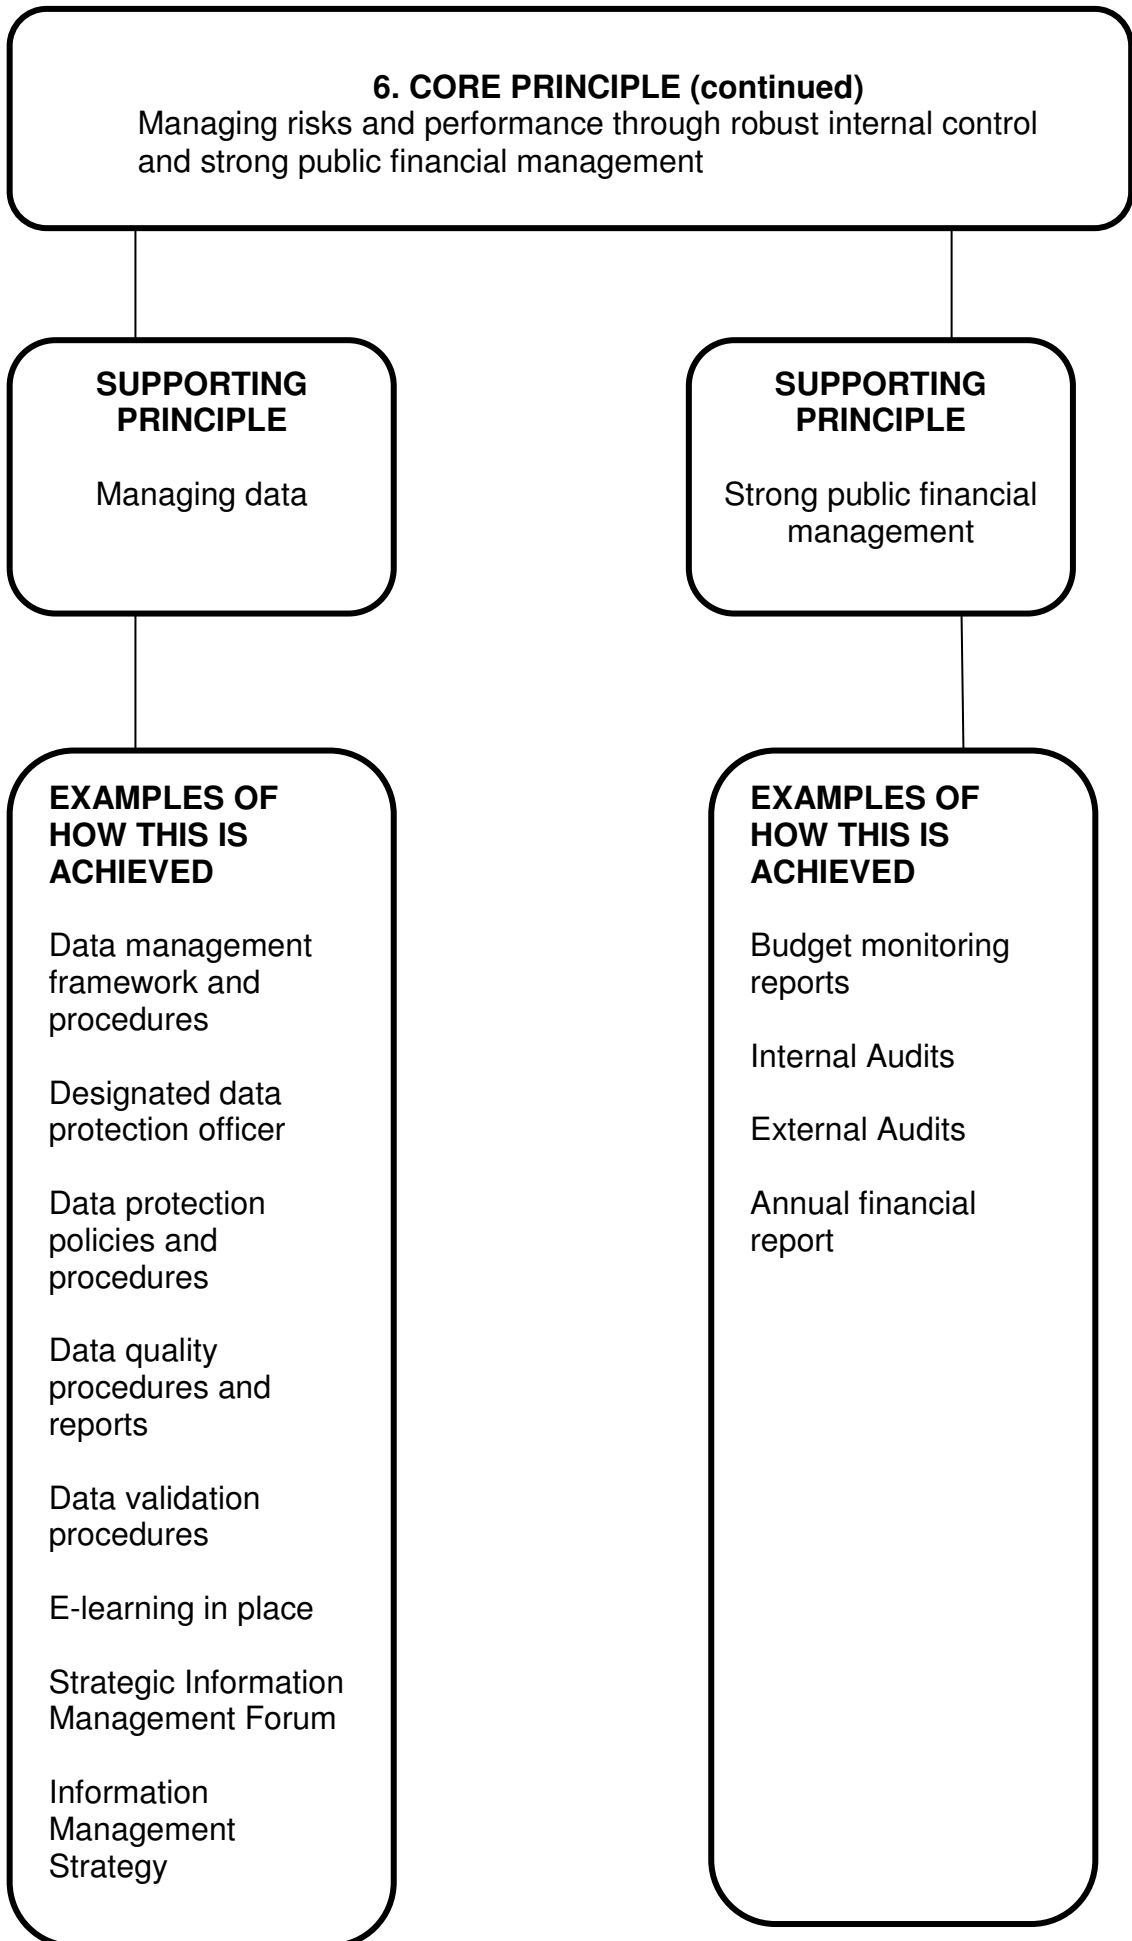 6. CORE PRINCIPLE (continued)
Managing risks and performance through robust internal control
and strong public financial management
SUPPORTING
PRINCIPLE
Managing data
SUPPORTING
PRINCIPLE
Strong public financial
management
EXAMPLES OF
HOW THIS IS
ACHIEVED
Data management
framework and
procedures
Designated data
protection officer
Data protection
policies and
procedures
Data quality
procedures and
reports
Data validation
procedures
E-learning in place
Strategic Information
Management Forum
Information
Management
Strategy
EXAMPLES OF
HOW THIS IS
ACHIEVED
Budget monitoring
reports
Internal Audits
External Audits
Annual financial
report